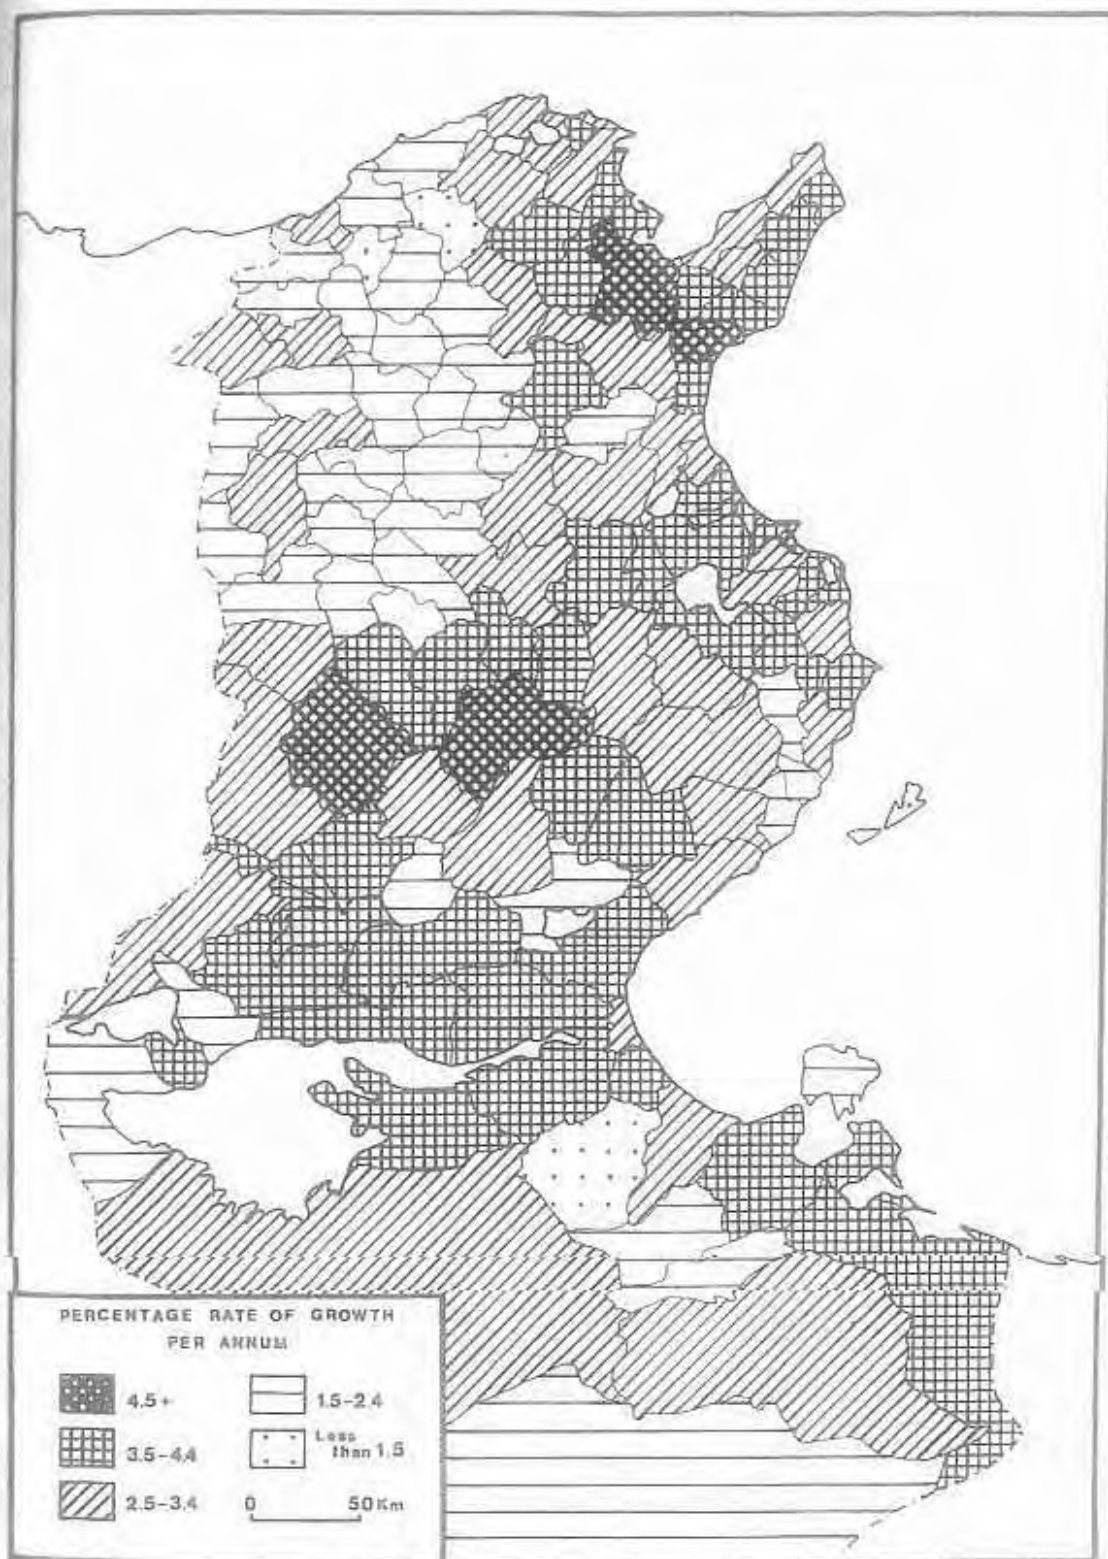 PERCENTAGE RATE OF GROWTH
PER ANNUM
4.5+
3.5-4.4
2.5-3.4
1.5-2.4
Less
than 1.5
0 50Km